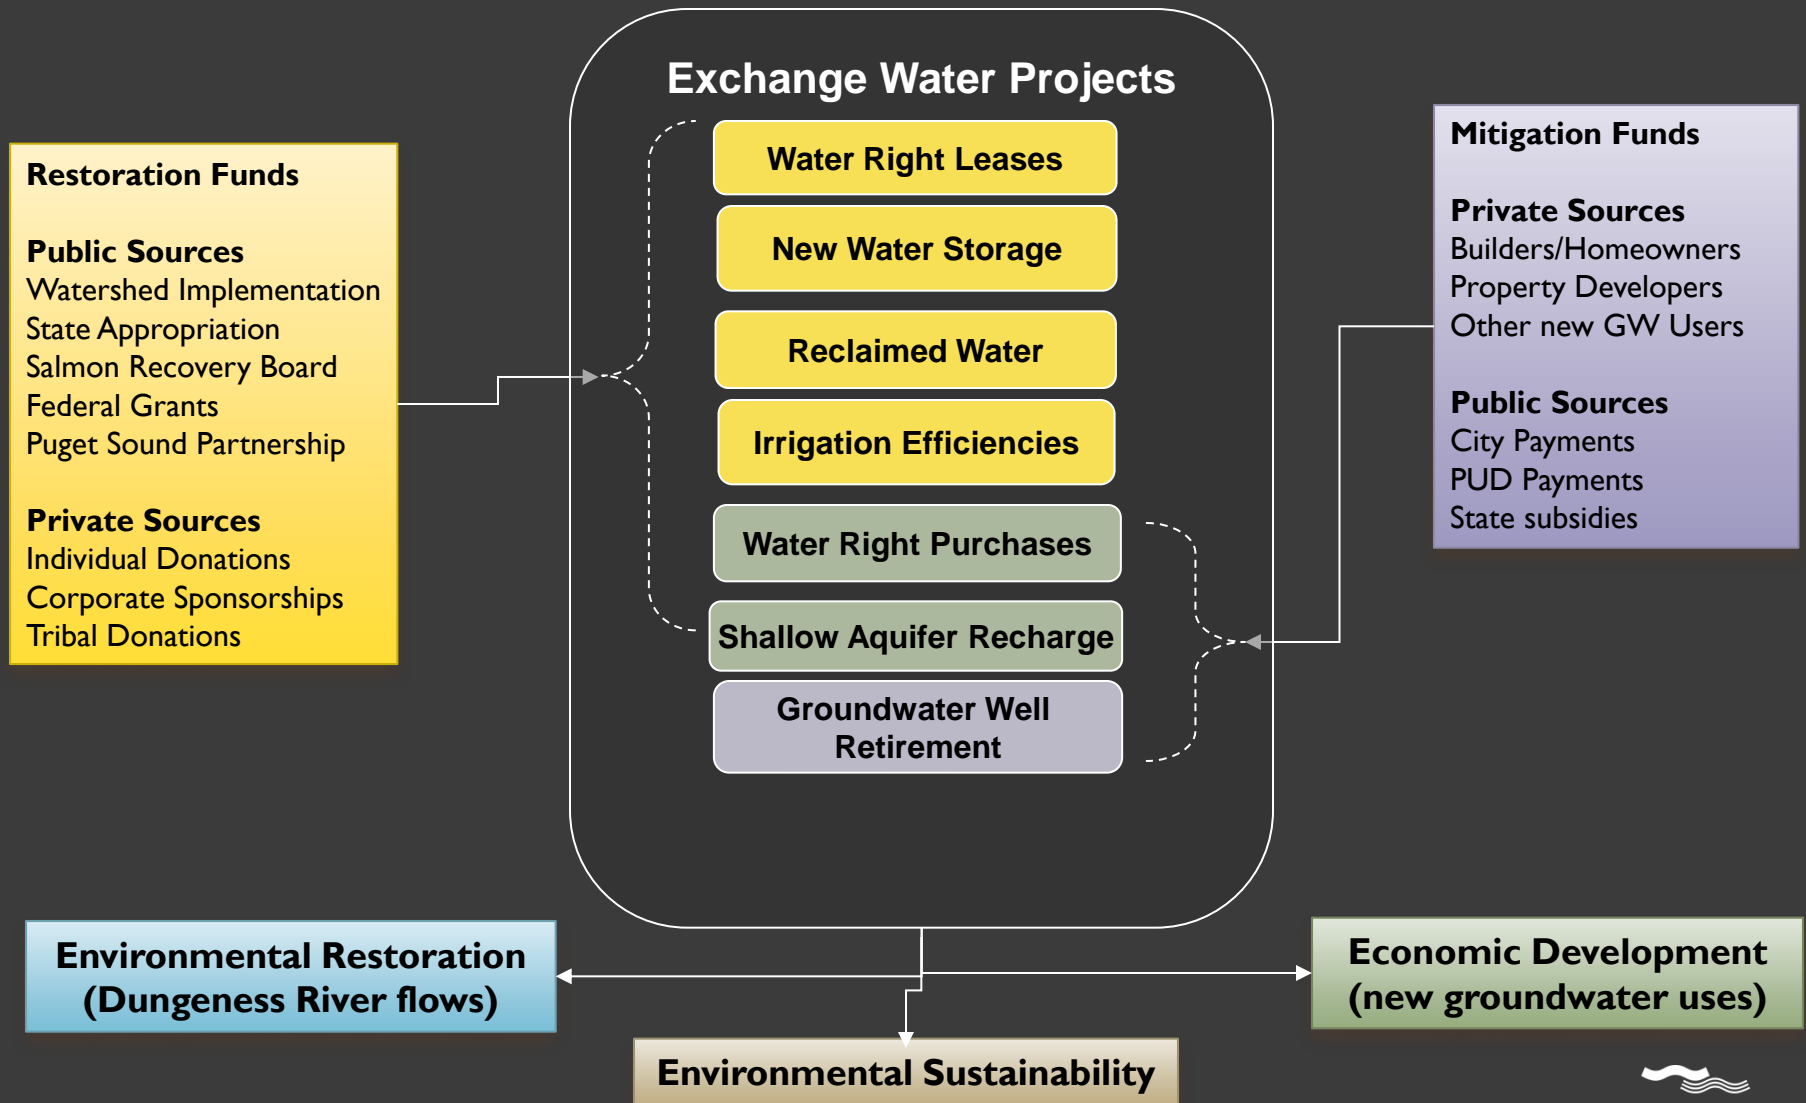 Exchange Water Projects
Restoration Funds
Public Sources
Watershed Implementation
State Appropriation
Salmon Recovery Board
Federal Grants
Puget Sound Partnership
Private Sources
Individual Donations
Corporate Sponsorships
Tribal Donations
Water Right Leases
New Water Storage
Reclaimed Water
Irrigation Efficiencies
Water Right Purchases
Shallow Aquifer Recharge
Groundwater Well
Retirement
Mitigation Funds
Private Sources
Builders/Homeowners
Property Developers
Other new GW Users
Public Sources
City Payments
PUD Payments
State subsidies
Environmental Restoration
(Dungeness River flows)
Environmental Sustainability
Economic Development
(new groundwater uses)